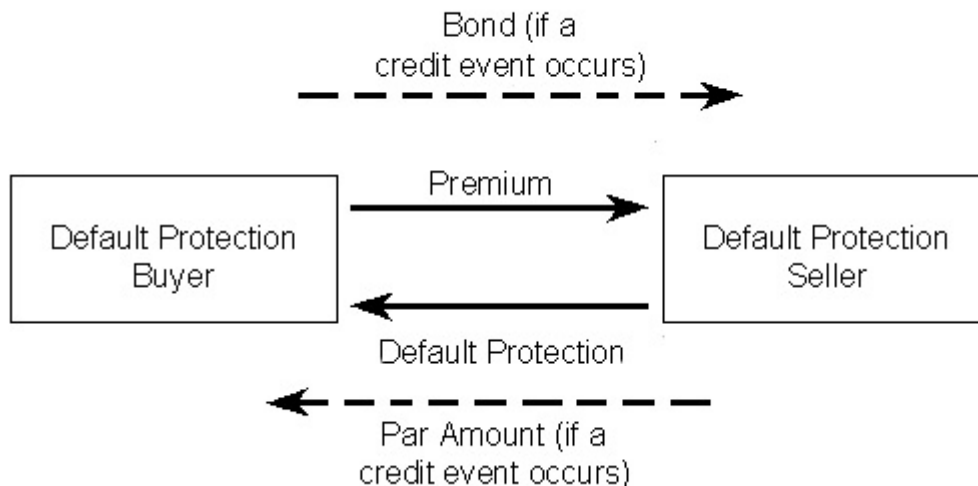 Bond (if a
credit event occurs)
Premium
Default Protection
Buyer
Default Protection
Seller
Default Protection
Par Amount (if a
credit event occurs)